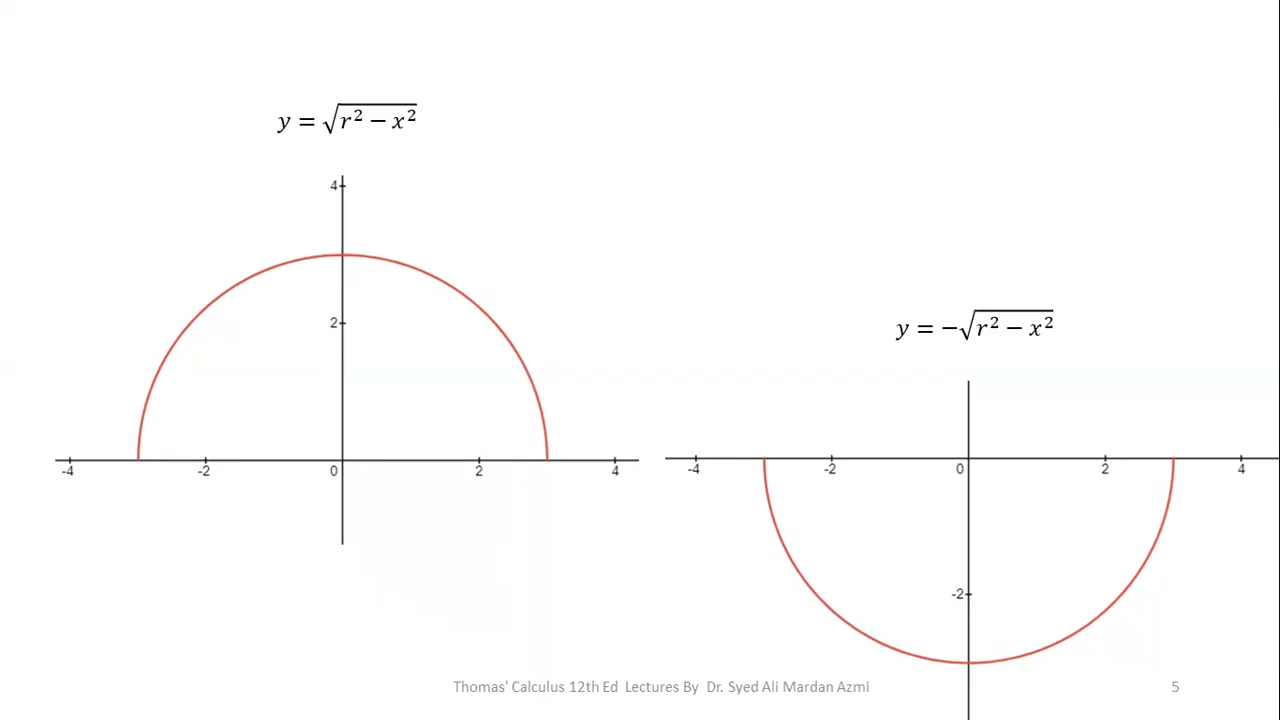 y = √(r² − x²)
4
2
-4 -2 0 2 4
y = −√(r² − x²)
-4 -2 0 2 4
-2
Thomas' Calculus 12th Ed Lectures By Dr. Syed Ali Mardan Azmi
5